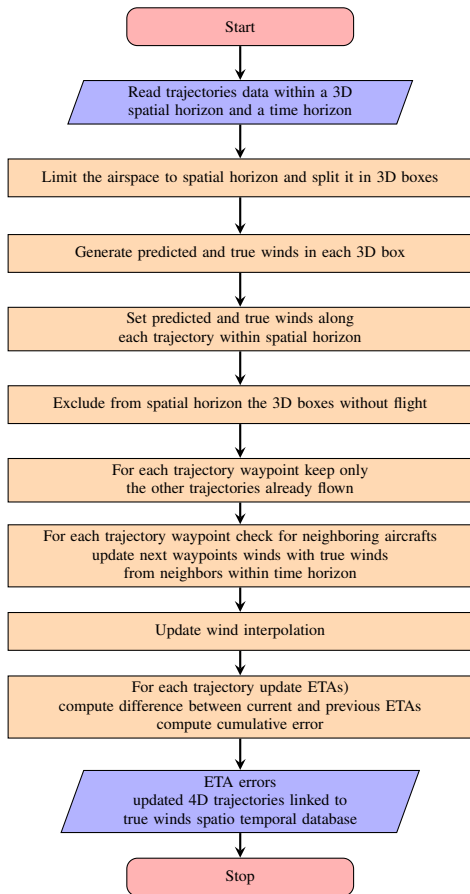 Start
Read trajectories data within a 3D
spatial horizon and a time horizon
Limit the airspace to spatial horizon and split it in 3D boxes
Generate predicted and true winds in each 3D box
Set predicted and true winds along
each trajectory within spatial horizon
Exclude from spatial horizon the 3D boxes without flight
For each trajectory waypoint keep only
the other trajectories already flown
For each trajectory waypoint check for neighboring aircrafts
update next waypoints winds with true winds
from neighbors within time horizon
Update wind interpolation
For each trajectory update ETAs)
compute difference between current and previous ETAs
compute cumulative error
ETA errors
updated 4D trajectories linked to
true winds spatio temporal database
Stop